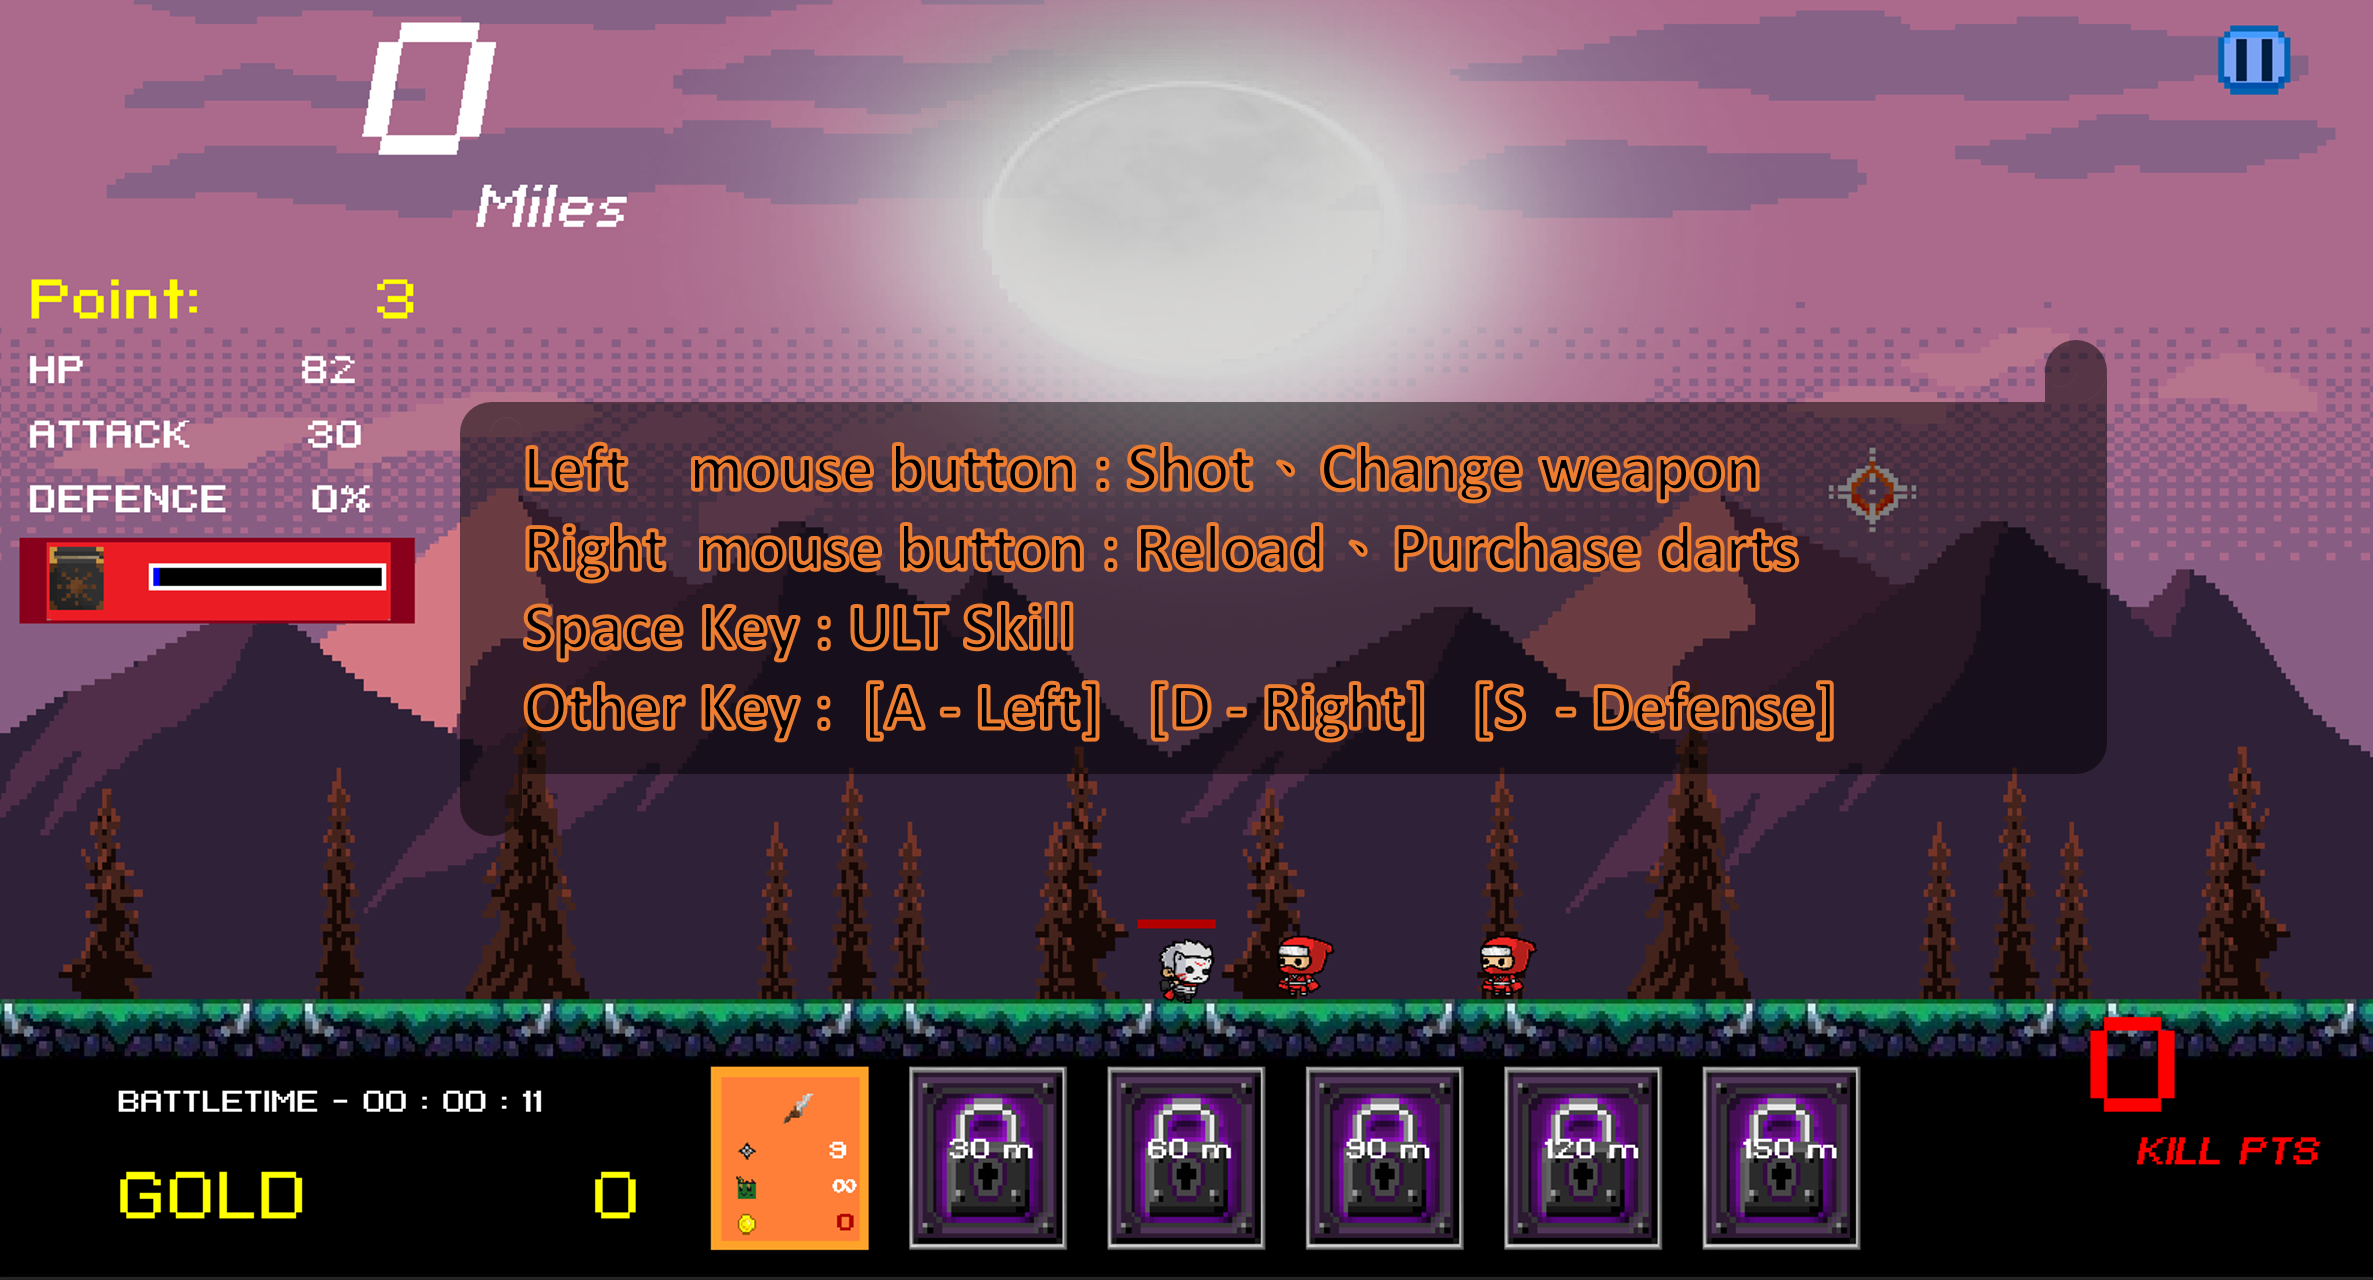 0
Miles
Point: 3
HP 82
ATTACK 30
DEFENCE 0%
Left mouse button : Shot、Change weapon
Right mouse button : Reload、Purchase darts
Space Key : ULT Skill
Other Key : [A - Left] [D - Right] [S - Defense]
BATTLETIME - 00 : 00 : 11
GOLD 0
9
∞
0
30 m
60 m
90 m
120 m
150 m
0
KILL PTS